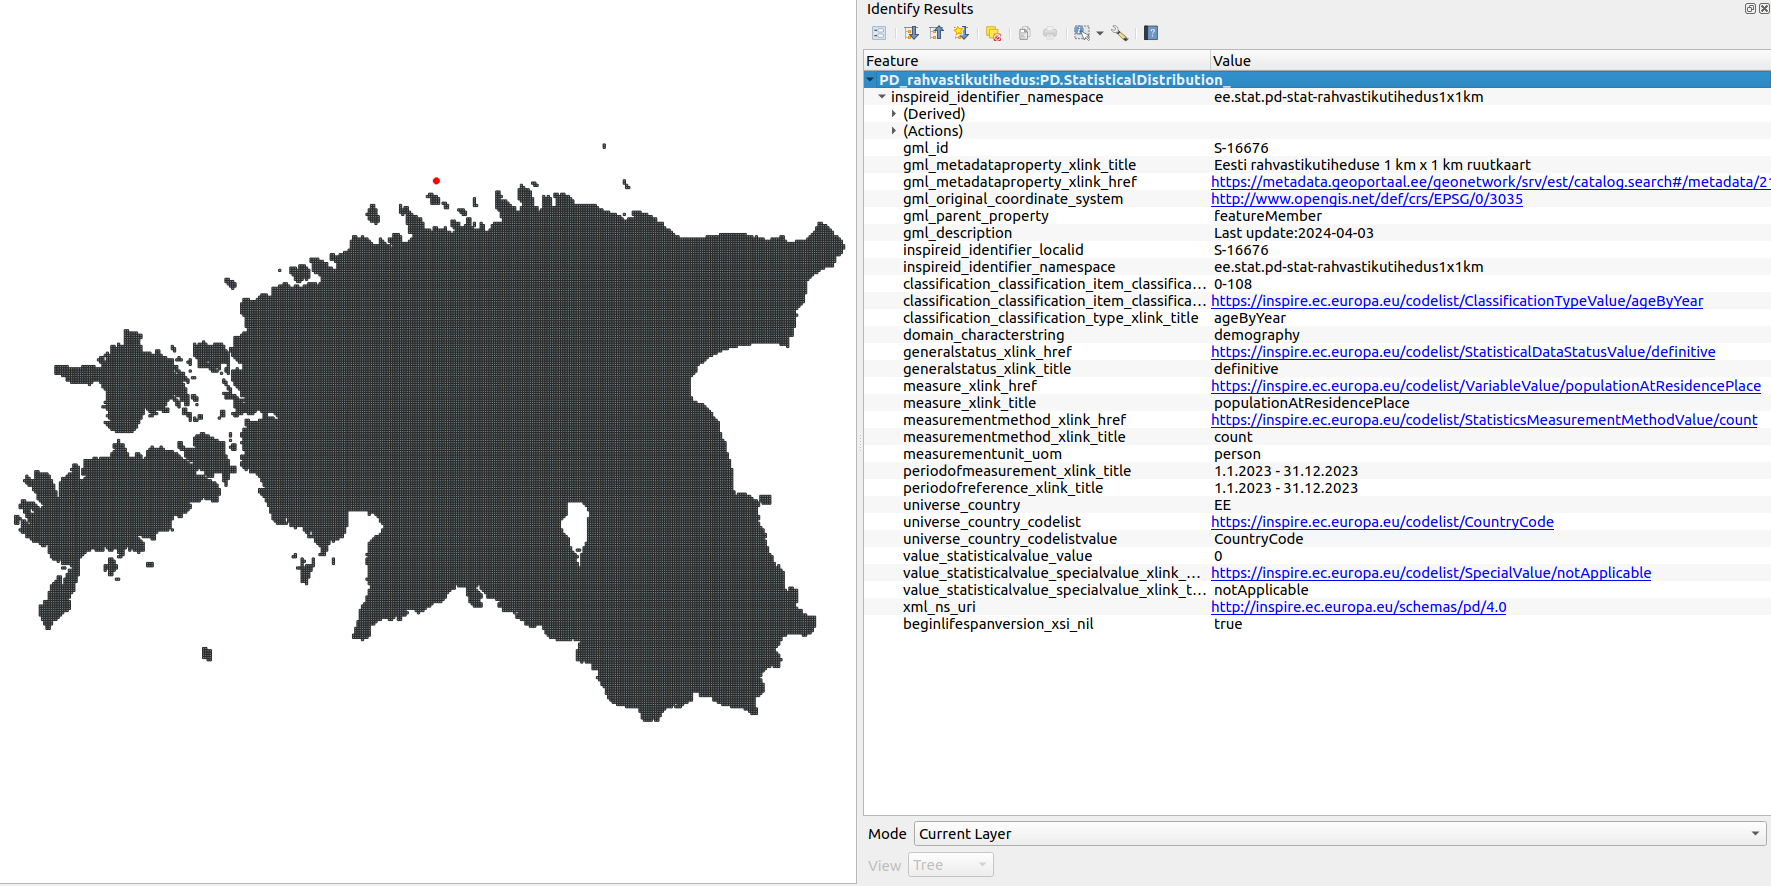 Identify Results
Feature Value
PD_rahvastikutihedus:PD.StatisticalDistribution_
inspireid_identifier_namespace ee.stat.pd-stat-rahvastikutihedus1x1km
(Derived)
(Actions)
gml_id S-16676
gml_metadataproperty_xlink_title Eesti rahvastikutiheduse 1 km x 1 km ruutkaart
gml_metadataproperty_xlink_href https://metadata.geoportaal.ee/geonetwork/srv/est/catalog.search#/metadata/21
gml_original_coordinate_system http://www.opengis.net/def/crs/EPSG/0/3035
gml_parent_property featureMember
gml_description Last update:2024-04-03
inspireid_identifier_localid S-16676
inspireid_identifier_namespace ee.stat.pd-stat-rahvastikutihedus1x1km
classification_classification_item_classifica... 0-108
classification_classification_item_classifica... https://inspire.ec.europa.eu/codelist/ClassificationTypeValue/ageByYear
classification_classification_type_xlink_title ageByYear
domain_characterstring demography
generalstatus_xlink_href https://inspire.ec.europa.eu/codelist/StatisticalDataStatusValue/definitive
generalstatus_xlink_title definitive
measure_xlink_href https://inspire.ec.europa.eu/codelist/VariableValue/populationAtResidencePlace
measure_xlink_title populationAtResidencePlace
measurementmethod_xlink_href https://inspire.ec.europa.eu/codelist/StatisticsMeasurementMethodValue/count
measurementmethod_xlink_title count
measurementunit_uom person
periodofmeasurement_xlink_title 1.1.2023 - 31.12.2023
periodofreference_xlink_title 1.1.2023 - 31.12.2023
universe_country EE
universe_country_codelist https://inspire.ec.europa.eu/codelist/CountryCode
universe_country_codelistvalue CountryCode
value_statisticalvalue_value 0
value_statisticalvalue_specialvalue_xlink_... https://inspire.ec.europa.eu/codelist/SpecialValue/notApplicable
value_statisticalvalue_specialvalue_xlink_t... notApplicable
xml_ns_uri http://inspire.ec.europa.eu/schemas/pd/4.0
beginlifespanversion_xsi_nil true
Mode Current Layer
View Tree